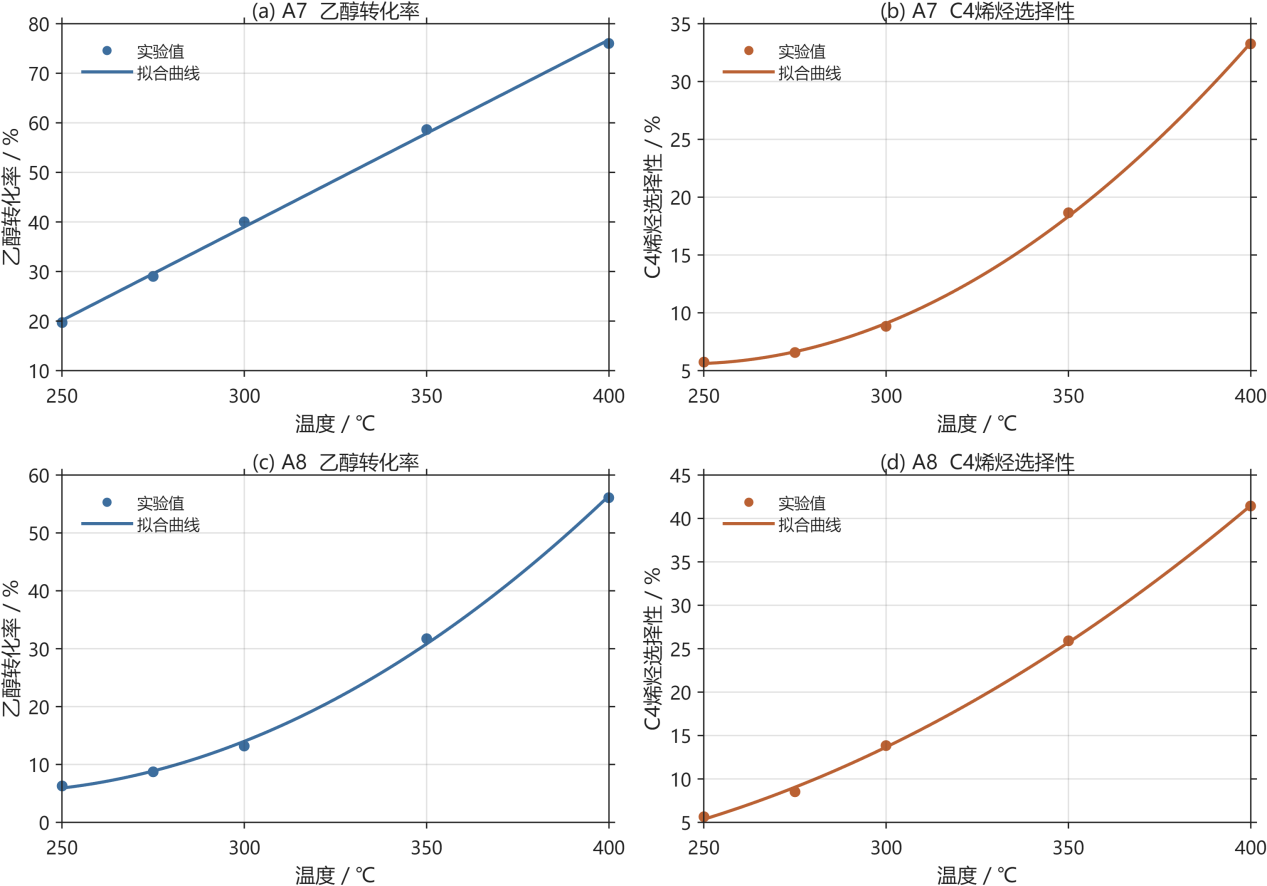 (a) A7 乙醇转化率
80
70
60
50
40
30
20
10
乙醇转化率 / %
实验值
拟合曲线
250 300 350 400
温度 / ℃
(b) A7 C4烯烃选择性
35
30
25
20
15
10
5
C4烯烃选择性 / %
实验值
拟合曲线
250 300 350 400
温度 / ℃
(c) A8 乙醇转化率
60
50
40
30
20
10
0
乙醇转化率 / %
实验值
拟合曲线
250 300 350 400
温度 / ℃
(d) A8 C4烯烃选择性
45
40
35
30
25
20
15
10
5
C4烯烃选择性 / %
实验值
拟合曲线
250 300 350 400
温度 / ℃